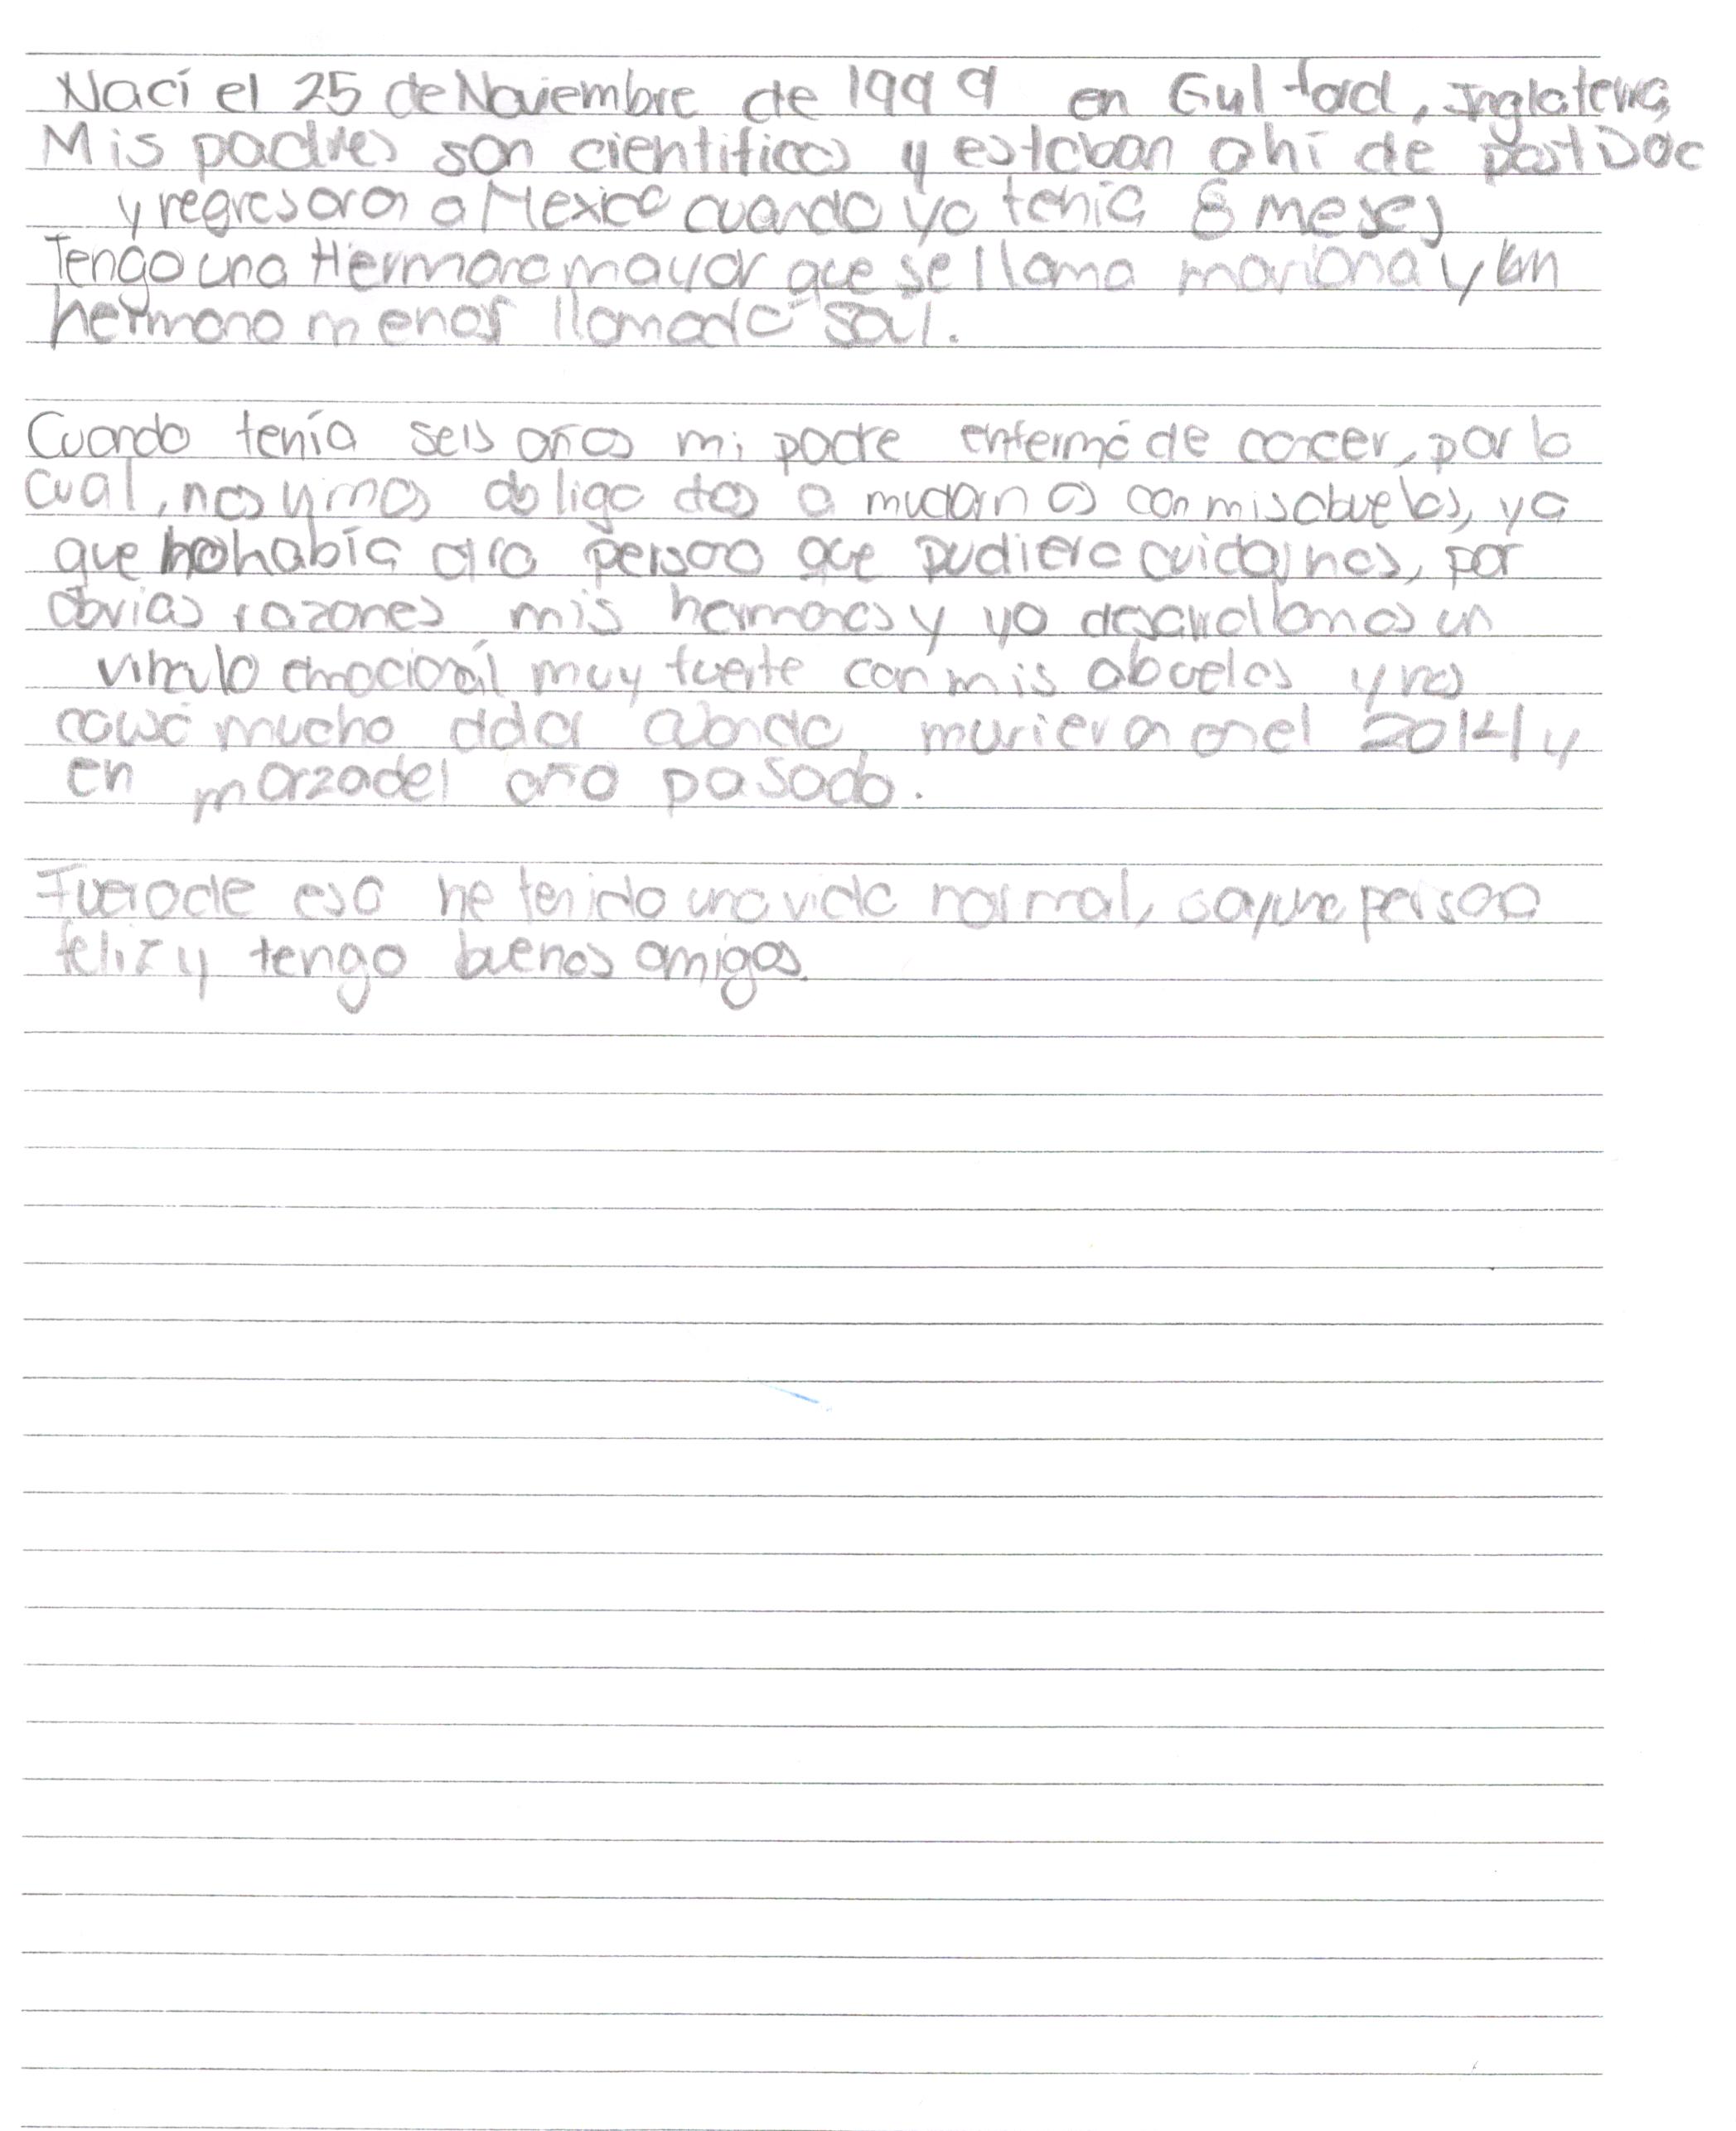 Nací el 25 de Noviembre de 1999 en Gulford, Inglaterra,
Mis padres son cientificos y estaban ahí de postDoc
y regresaron a Mexico cuando yo tenia 8 meses
Tengo una Hermana mayor que se llama mariana y un
hermano menor llamado Saul.
Cuando tenía seis años mi padre enfermó de cancer, por lo
cual, nos vimos obligados a mudarnos con mis abuelos, ya
que no había otra persona que pudiera cuidarnos, por
obvias razones mis hermanos y yo desarrollamos un
vinculo emocional muy fuerte con mis abuelos y nos
causó mucho dolor cuando murieron en el 2014 y
en marzo del año pasado.
Fuera de eso he tenido una vida normal, soy una persona
feliz y tengo buenos amigos.